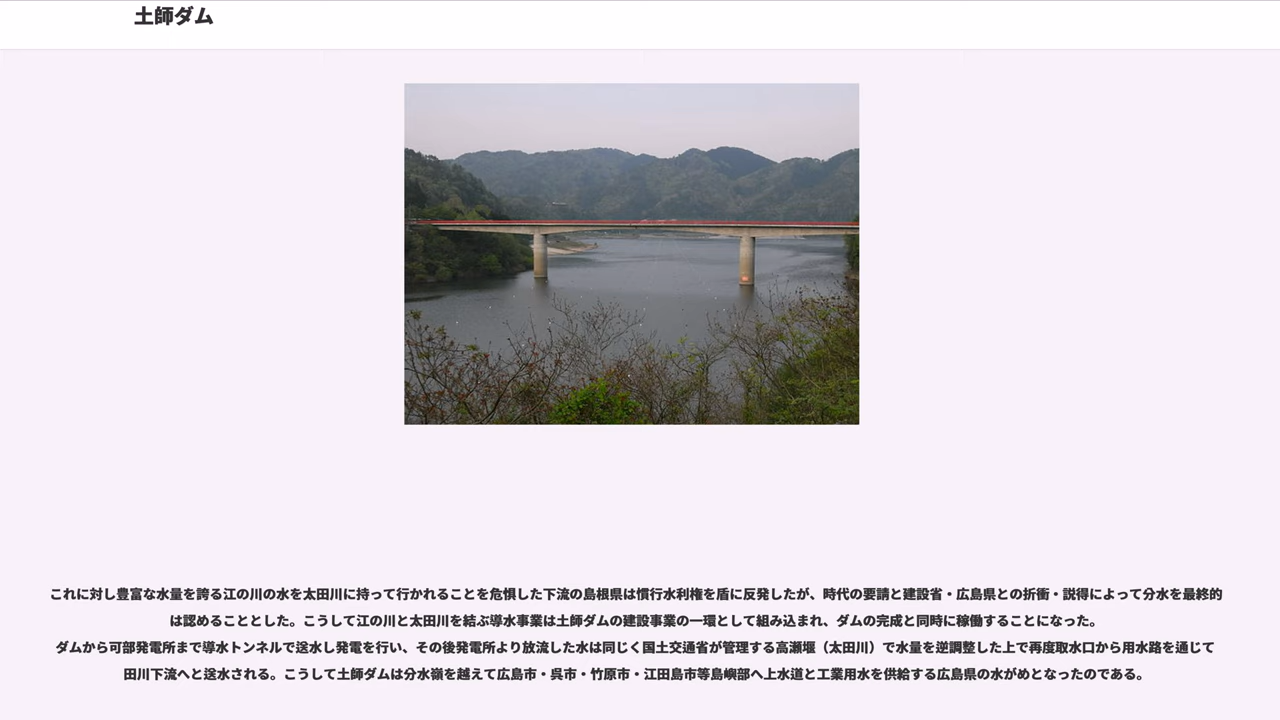 土師ダム
これに対し豊富な水量を誇る江の川の水を太田川に持って行かれることを危惧した下流の島根県は慣行水利権を盾に反発したが、時代の要請と建設省・広島県との折衝・説得によって分水を最終的
は認めることとした。こうして江の川と太田川を結ぶ導水事業は土師ダムの建設事業の一環として組み込まれ、ダムの完成と同時に稼働することになった。
ダムから可部発電所まで導水トンネルで送水し発電を行い、その後発電所より放流した水は同じく国土交通省が管理する高瀬堰（太田川）で水量を逆調整した上で再度取水口から用水路を通じて
田川下流へと送水される。こうして土師ダムは分水嶺を越えて広島市・呉市・竹原市・江田島市等島嶼部へ上水道と工業用水を供給する広島県の水がめとなったのである。